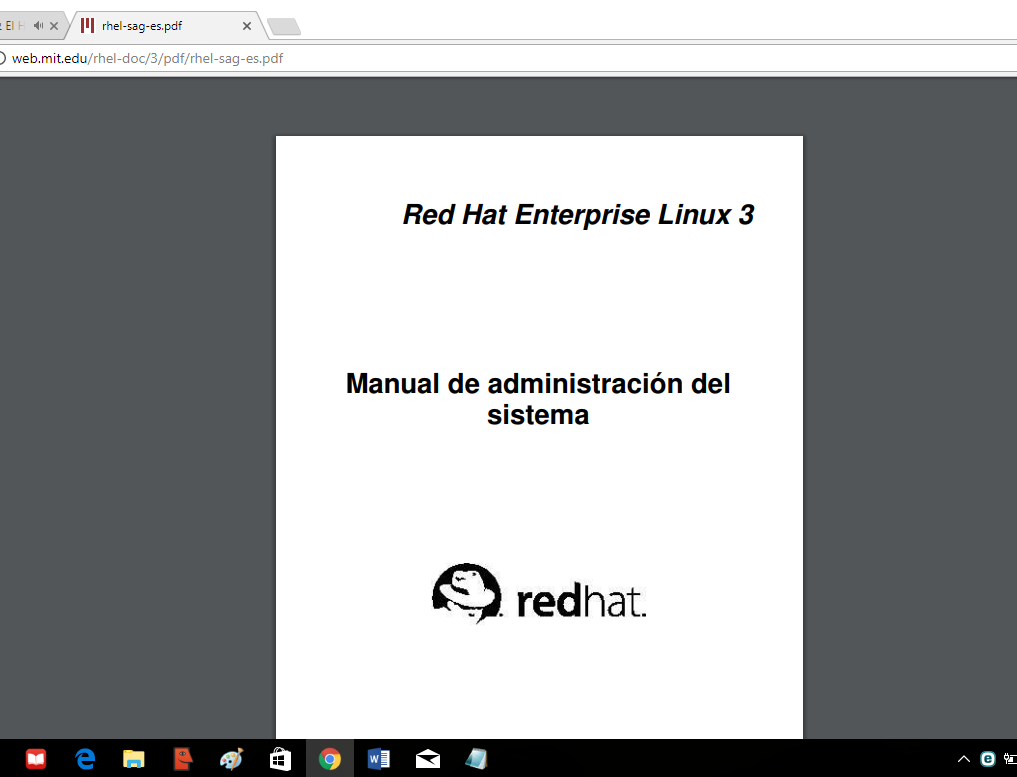 El H
rhel-sag-es.pdf
web.mit.edu/rhel-doc/3/pdf/rhel-sag-es.pdf
Red Hat Enterprise Linux 3
Manual de administración del
sistema
redhat.